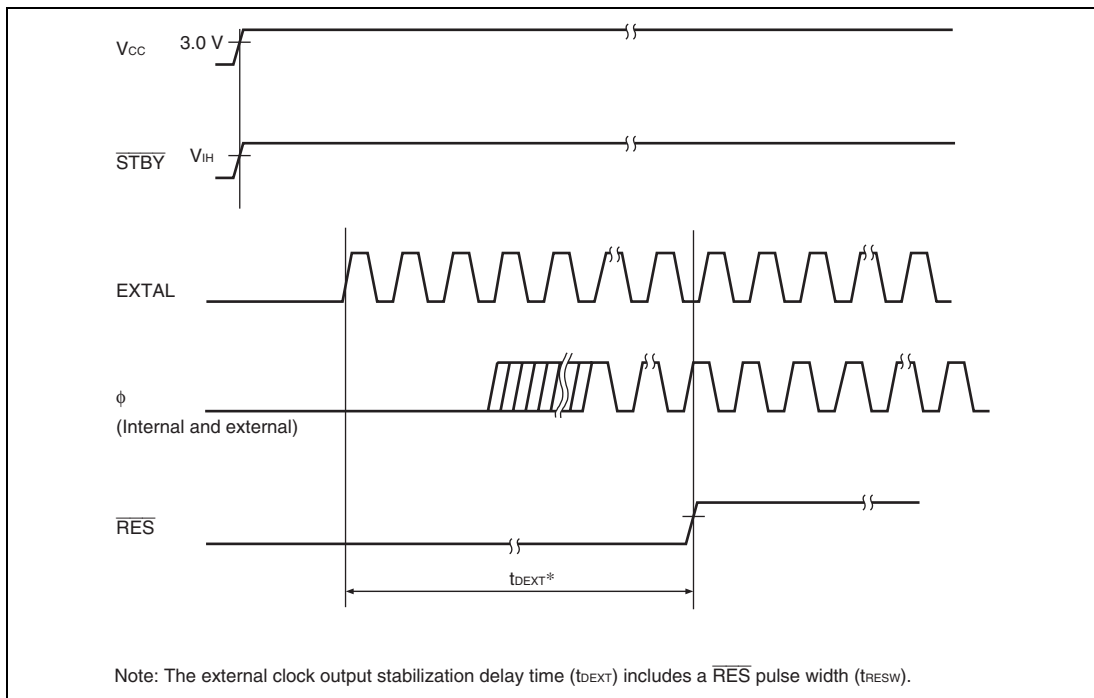 Vcc 3.0 V
STBY VIH
EXTAL
ϕ
(Internal and external)
RES
tDEXT*
Note: The external clock output stabilization delay time (tDEXT) includes a RES pulse width (tRESW).